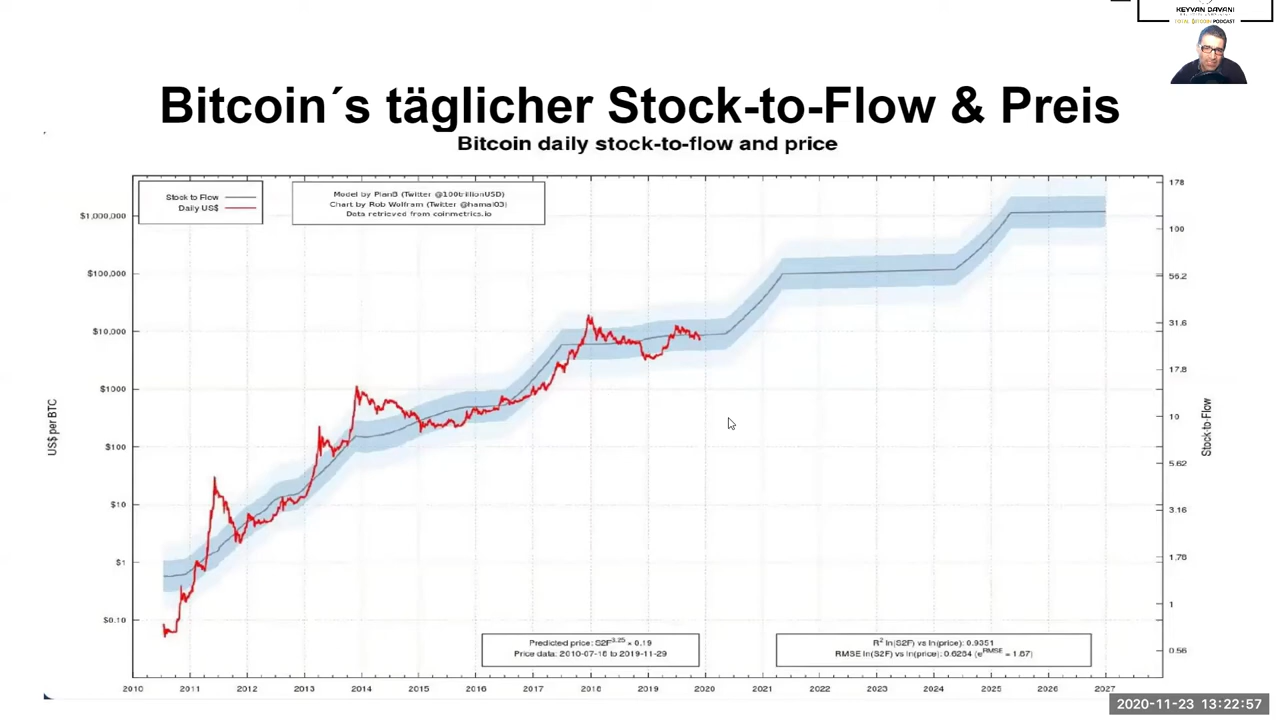 KEYVAN DAVANI
TOTAL BITCOIN PODCAST
Bitcoin´s täglicher Stock-to-Flow & Preis
Bitcoin daily stock-to-flow and price
Stock to Flow
Daily US$
Model by PlanB (Twitter @100trillionUSD)
Chart by Rob Wolfram (Twitter @hamal03)
Data retrieved from coinmetrics.io
$1,000,000
$100,000
$10,000
$1000
$100
$10
$1
$0.10
US$ per BTC
178
100
56.2
31.6
17.8
10
5.62
3.16
1.78
1
0.56
Stock-to-Flow
Predicted price: S2F^3.25 * 0.19
Price data: 2010-07-18 to 2019-11-29
R² ln(S2F) vs ln(price): 0.9351
RMSE ln(S2F) vs ln(price): 0.6264 (e^RMSE = 1.87)
2010 2011 2012 2013 2014 2015 2016 2017 2018 2019 2020 2021 2022 2023 2024 2025 2026 2027
2020-11-23 13:22:57